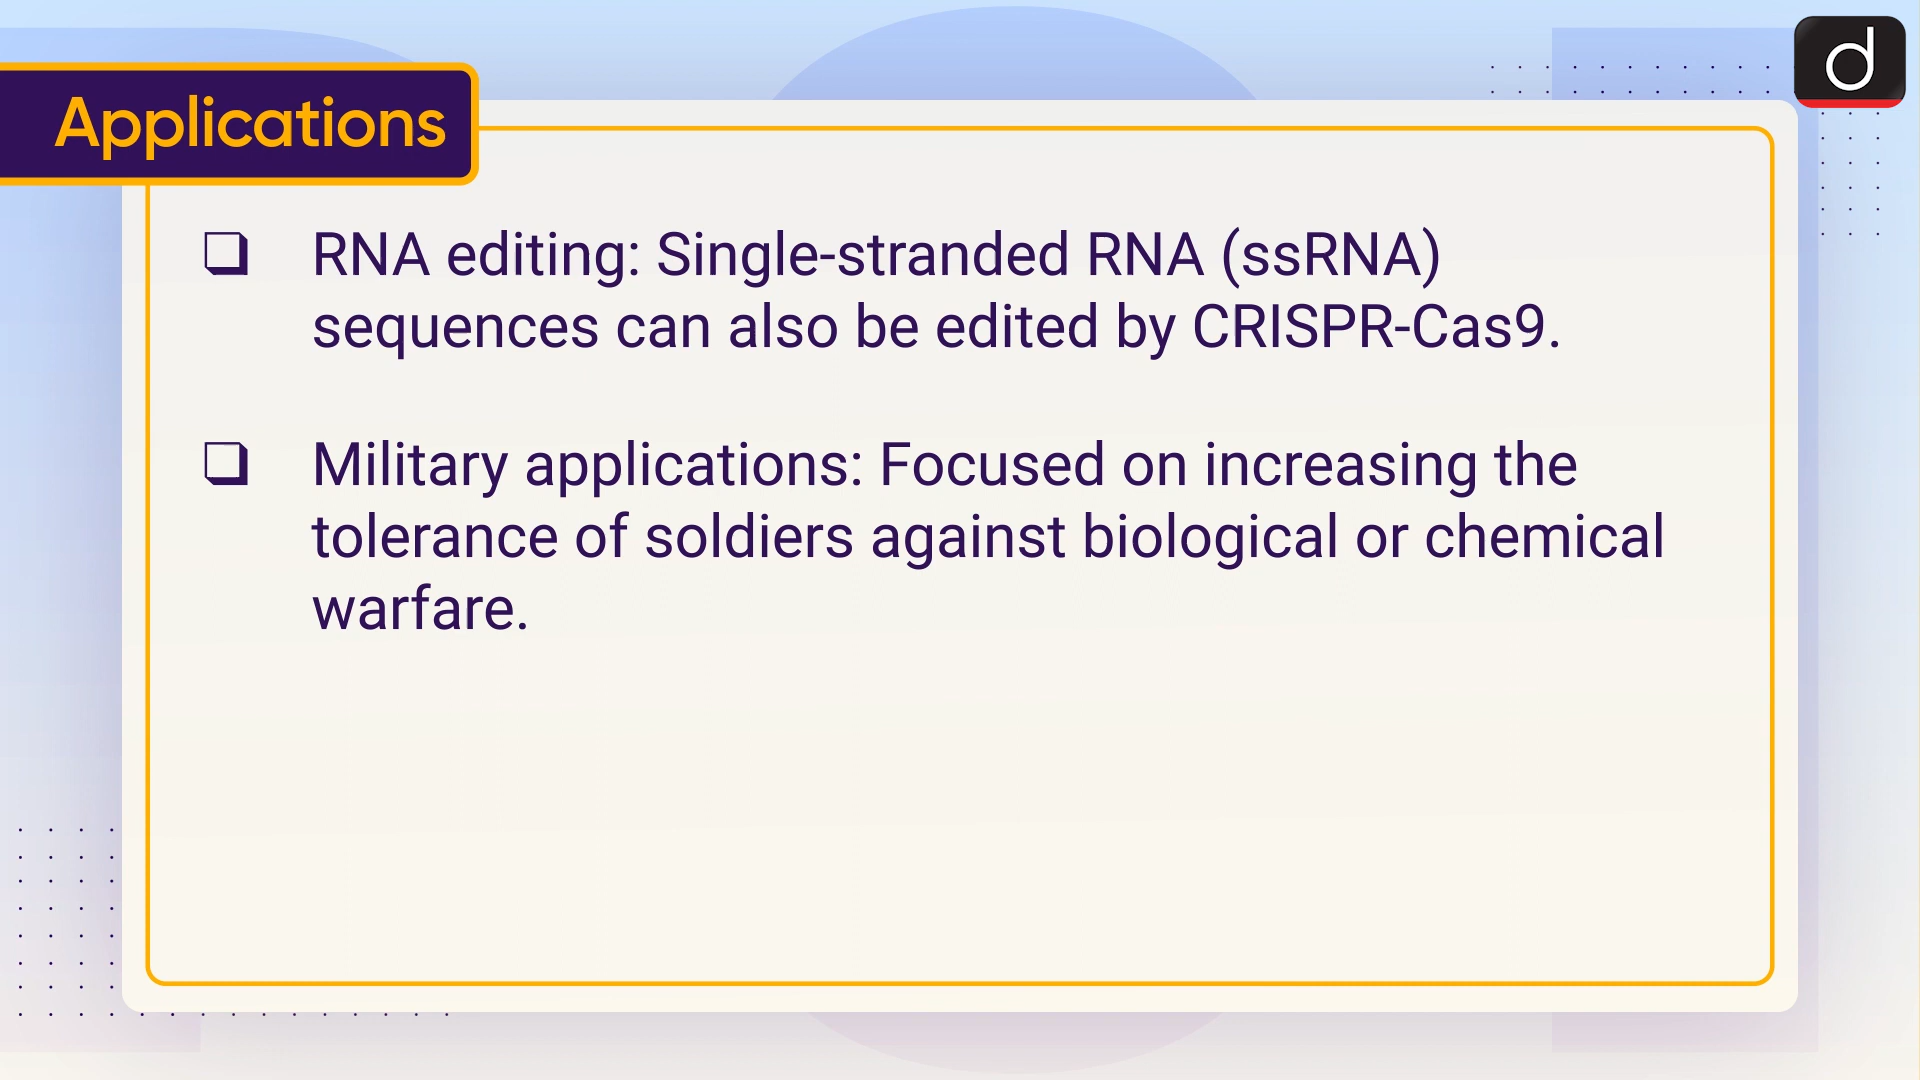 Applications
d
❑ RNA editing: Single-stranded RNA (ssRNA)
sequences can also be edited by CRISPR-Cas9.
❑ Military applications: Focused on increasing the
tolerance of soldiers against biological or chemical
warfare.